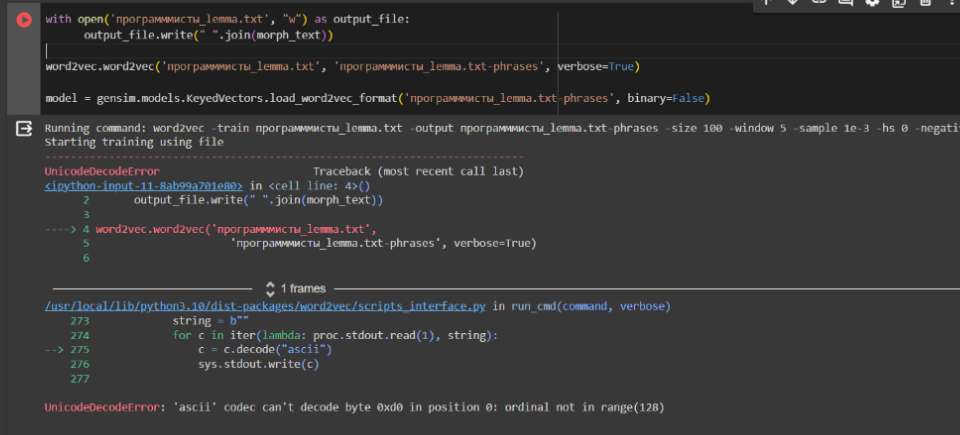 with open('программмисты_lemma.txt', "w") as output_file:
output_file.write(" ".join(morph_text))
word2vec.word2vec('программмисты_lemma.txt', 'программмисты_lemma.txt-phrases', verbose=True)
model = gensim.models.KeyedVectors.load_word2vec_format('программмисты_lemma.txt-phrases', binary=False)
Running command: word2vec -train программмисты_lemma.txt -output программмисты_lemma.txt-phrases -size 100 -window 5 -sample 1e-3 -hs 0 -negati
Starting training using file
---------------------------------------------------------------------------
UnicodeDecodeError Traceback (most recent call last)
<ipython-input-11-8ab99a701e80> in <cell line: 4>()
2 output_file.write(" ".join(morph_text))
3
----> 4 word2vec.word2vec('программмисты_lemma.txt',
5 'программмисты_lemma.txt-phrases', verbose=True)
6
1 frames
/usr/local/lib/python3.10/dist-packages/word2vec/scripts_interface.py in run_cmd(command, verbose)
273 string = b""
274 for c in iter(lambda: proc.stdout.read(1), string):
--> 275 c = c.decode("ascii")
276 sys.stdout.write(c)
277
UnicodeDecodeError: 'ascii' codec can't decode byte 0xd0 in position 0: ordinal not in range(128)